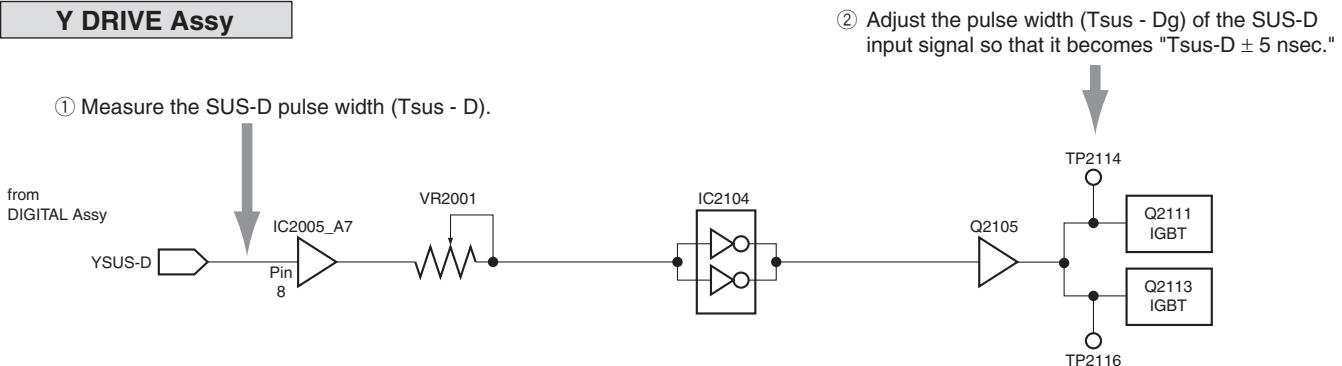 Y DRIVE Assy
② Adjust the pulse width (Tsus - Dg) of the SUS-D
input signal so that it becomes "Tsus-D ± 5 nsec."
① Measure the SUS-D pulse width (Tsus - D).
TP2114
from
DIGITAL Assy
VR2001
IC2104
IC2005_A7
Q2105
Q2111
IGBT
YSUS-D
Pin
8
Q2113
IGBT
TP2116